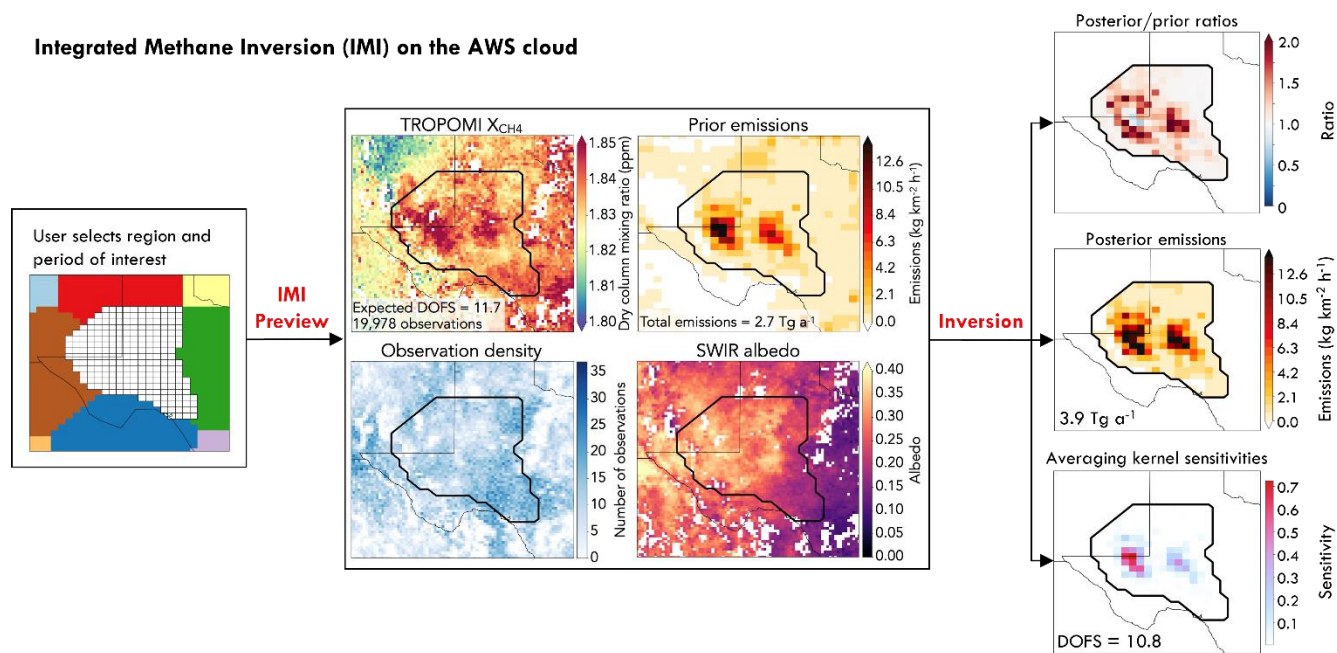 Integrated Methane Inversion (IMI) on the AWS cloud
User selects region and
period of interest
IMI
Preview
TROPOMI XCH4
1.85
1.84
1.83
1.82
1.81
1.80
Dry column mixing ratio (ppm)
Expected DOFS = 11.7
19,978 observations
Prior emissions
12.6
10.5
8.4
6.3
4.2
2.1
0.0
Emissions (kg km-2 h-1)
Total emissions = 2.7 Tg a-1
Observation density
35
30
25
20
15
10
5
0
Number of observations
SWIR albedo
0.40
0.35
0.30
0.25
0.20
0.15
0.10
0.05
0.00
Albedo
Inversion
Posterior/prior ratios
2.0
1.5
1.0
0.5
0
Ratio
Posterior emissions
12.6
10.5
8.4
6.3
4.2
2.1
0.0
Emissions (kg km-2 h-1)
3.9 Tg a-1
Averaging kernel sensitivities
0.7
0.6
0.5
0.4
0.3
0.2
0.1
Sensitivity
DOFS = 10.8